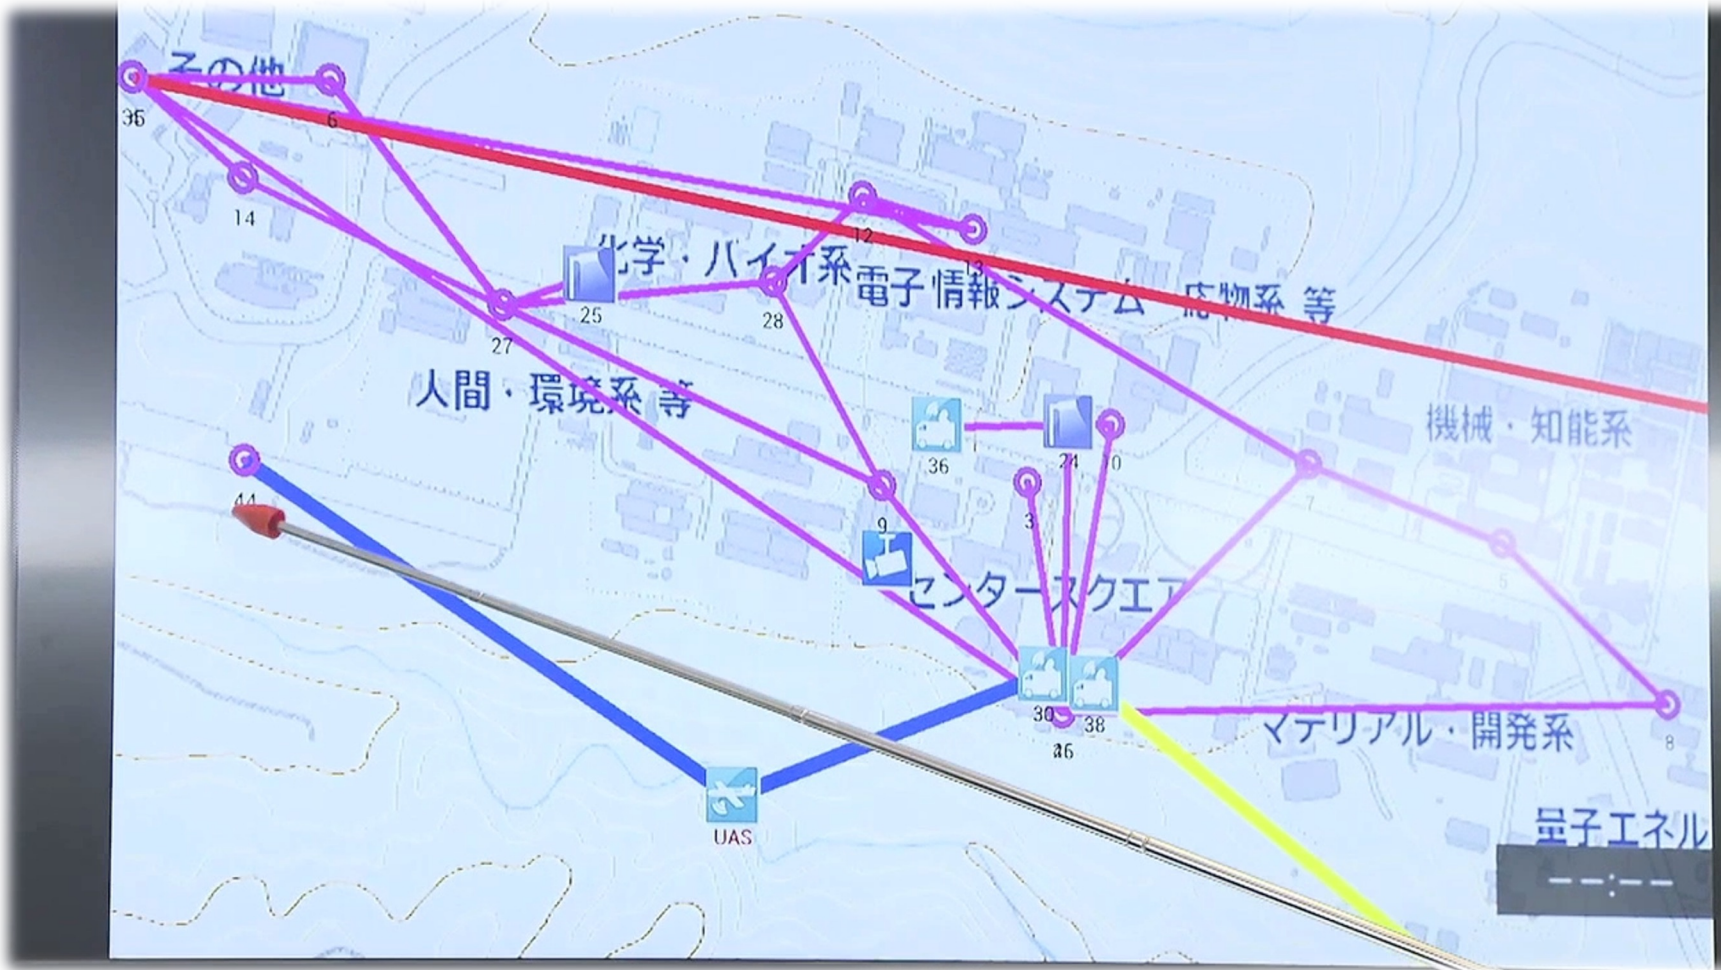 その他
6
14
12
13
化学・バイオ系
電子情報システム 応物系 等
25
28
27
人間・環境系 等
機械・知能系
36
24
3
7
44
9
5
センタースクエア
30
38
マテリアル・開発系
8
UAS
量子エネル
--:--